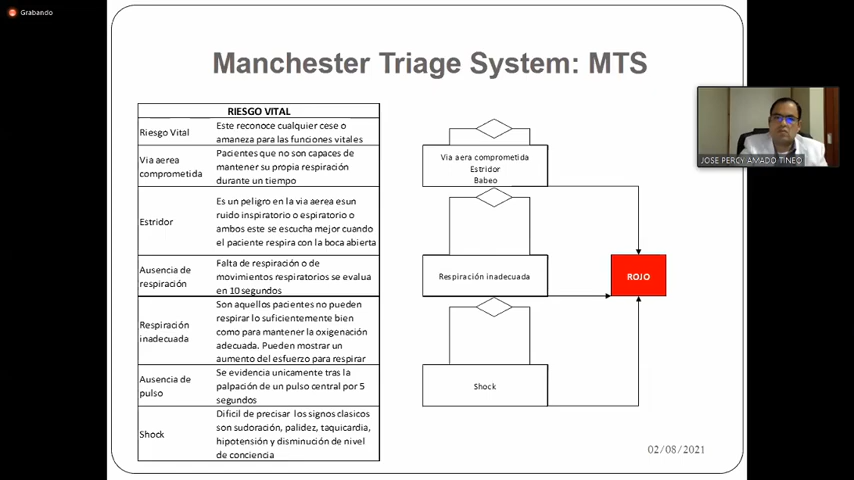 Grabando
Manchester Triage System: MTS
RIESGO VITAL
Riesgo Vital
Este reconoce cualquier cese o
amaneza para las funciones vitales
Via aerea
comprometida
Pacientes que no son capaces de
mantener su propia respiración
durante un tiempo
Estridor
Es un peligro en la via aerea esun
ruido inspiratorio o espiratorio o
ambos este se escucha mejor cuando
el paciente respira con la boca abierta
Ausencia de
respiración
Falta de respiración o de
movimientos respiratorios se evalua
en 10 segundos
Respiración
inadecuada
Son aquellos pacientes no pueden
respirar lo suficientemente bien
como para mantener la oxigenación
adecuada. Pueden mostrar un
aumento del esfuerzo para respirar
Ausencia de
pulso
Se evidencia unicamente tras la
palpación de un pulso central por 5
segundos
Shock
Dificil de precisar los signos clasicos
son sudoración, palidez, taquicardia,
hipotensión y disminución de nivel
de conciencia
Via aera comprometida
Estridor
Babeo
Respiración inadecuada
Shock
ROJO
JOSE PERCY AMADO TINEO
02/08/2021